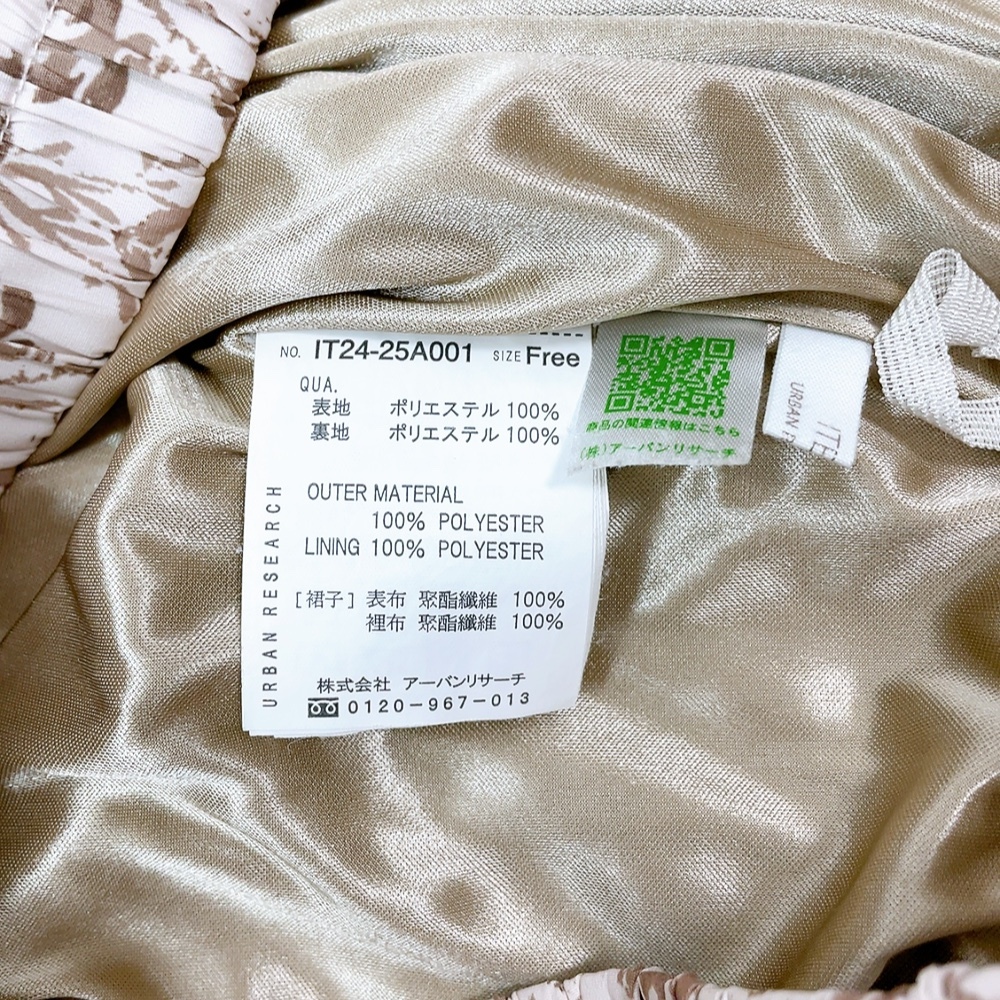 NO. IT24-25A001 SIZE Free
QUA.
表地 ポリエステル 100%
裏地 ポリエステル 100%
OUTER MATERIAL
100% POLYESTER
LINING 100% POLYESTER
[裙子] 表布 聚酯纖維 100%
裡布 聚酯纖維 100%
株式会社 アーバンリサーチ
0120-967-013
URBAN RESEARCH
商品の関連情報はこちら
(株)アーバンリサーチ
URBAN